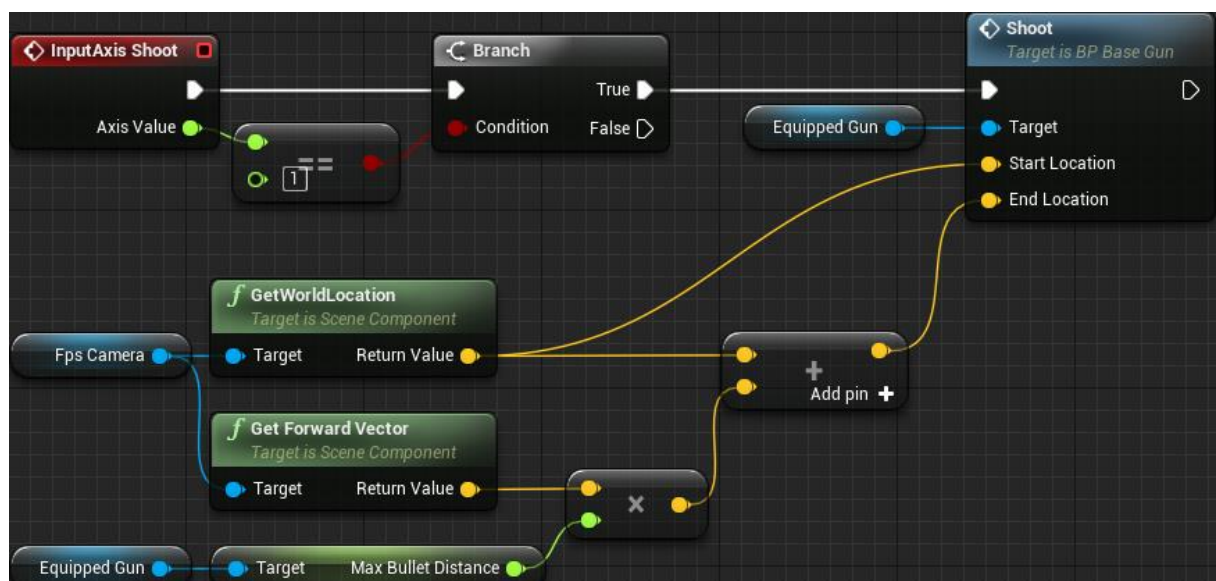 InputAxis Shoot
Axis Value
==
1
Branch
True
Condition
False
Shoot
Target is BP Base Gun
Equipped Gun
Target
Start Location
End Location
f GetWorldLocation
Target is Scene Component
Fps Camera
Target
Return Value
+
Add pin +
f Get Forward Vector
Target is Scene Component
Target
Return Value
×
Equipped Gun
Target
Max Bullet Distance